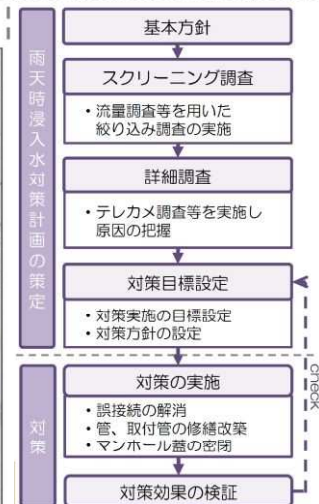 雨天時浸入水対策計画の策定
基本方針
スクリーニング調査
・流量調査等を用いた
絞り込み調査の実施
詳細調査
・テレカメ調査等を実施し
原因の把握
対策目標設定
・対策実施の目標設定
・対策方針の設定
check
対策
対策の実施
・誤接続の解消
・管、取付管の修繕改築
・マンホール蓋の密閉
対策効果の検証